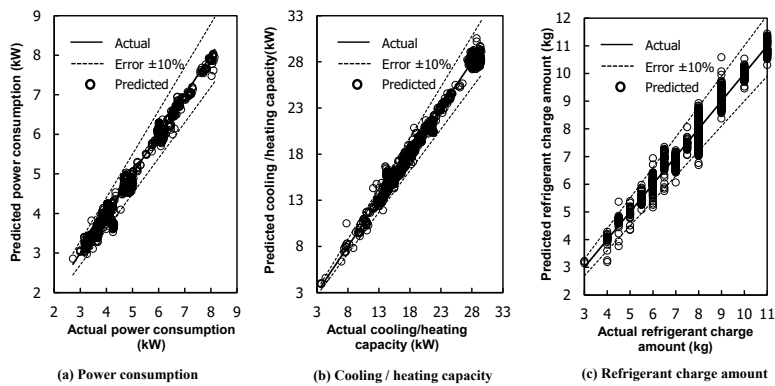 Predicted power consumption
(kW)
9
8
7
6
5
4
3
2
2
3
4
5
6
7
8
9
Actual
Error ±10%
Predicted
Actual power consumption
(kW)
(a) Power consumption
Predicted cooling /heating capacity(kW)
33
28
23
18
13
8
3
3
8
13
18
23
28
33
Actual
Error ±10%
Predicted
Actual cooling/heating
capacity (kW)
(b) Cooling / heating capacity
Predicted refrigerant charge
amount (kg)
12
11
10
9
8
7
6
5
4
3
2
3
4
5
6
7
8
9
10
11
Actual
Error ±10%
Predicted
Actual refrigerant charge
amount (kg)
(c) Refrigerant charge amount